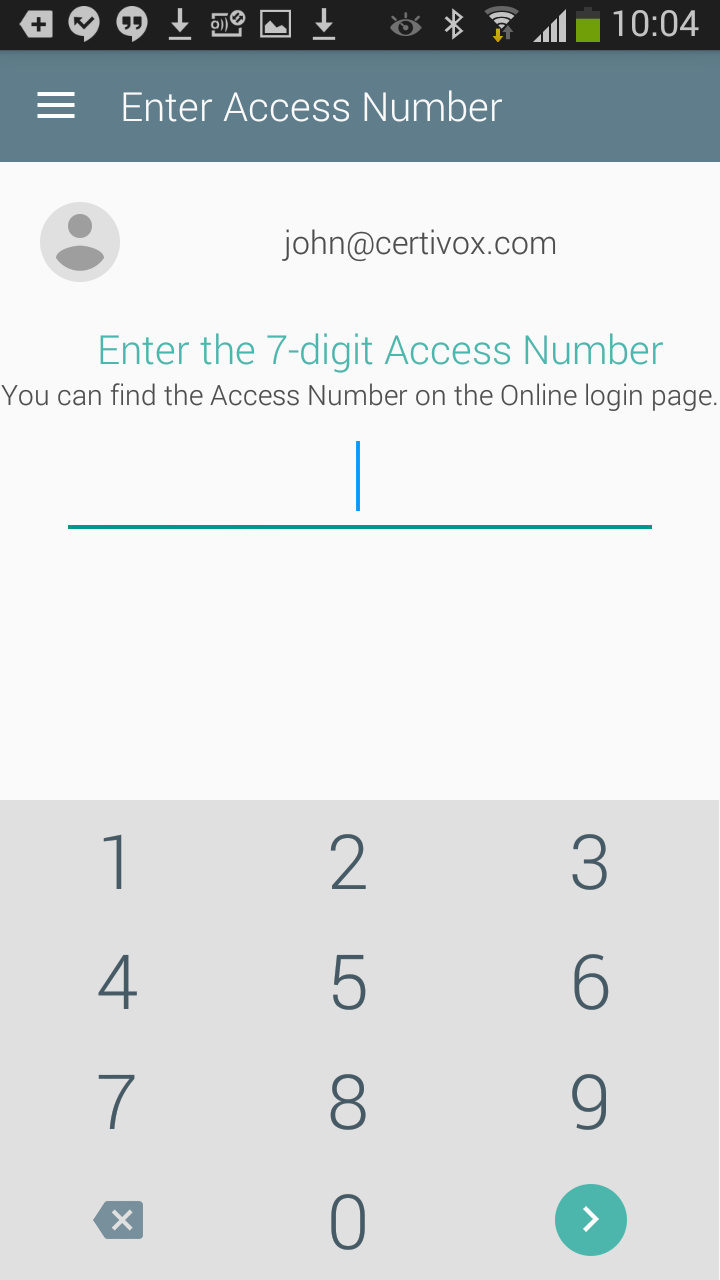 10:04
Enter Access Number
john@certivox.com
Enter the 7-digit Access Number
You can find the Access Number on the Online login page.
1 2 3
4 5 6
7 8 9
0